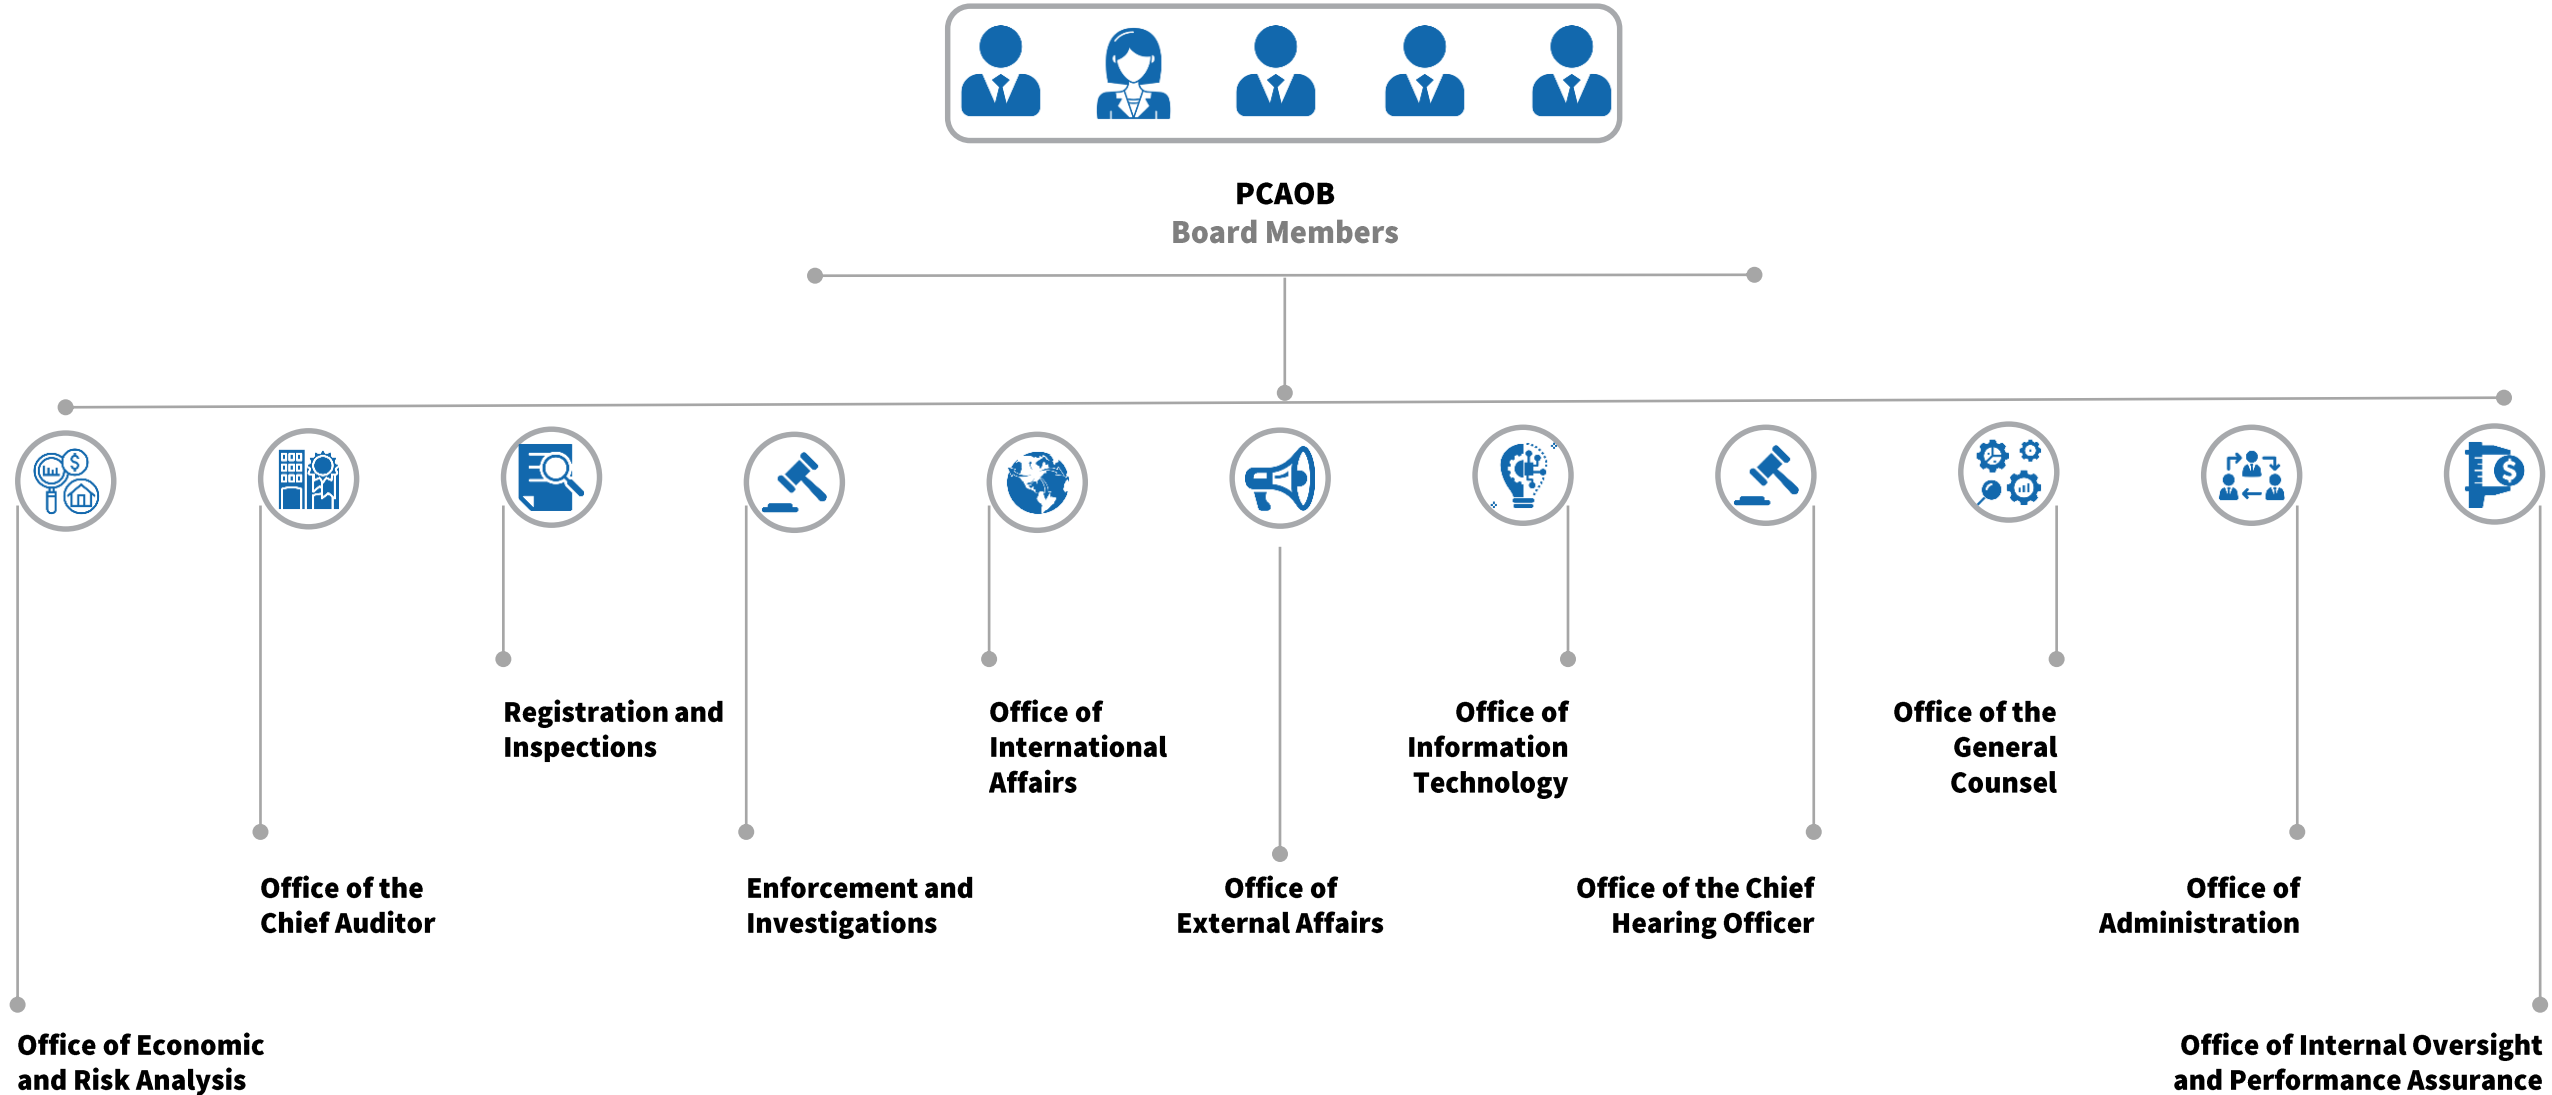 PCAOB
Board Members
Registration and
Inspections
Office of
International
Affairs
Office of
Information
Technology
Office of the
General
Counsel
Office of the
Chief Auditor
Enforcement and
Investigations
Office of
External Affairs
Office of the Chief
Hearing Officer
Office of
Administration
Office of Economic
and Risk Analysis
Office of Internal Oversight
and Performance Assurance